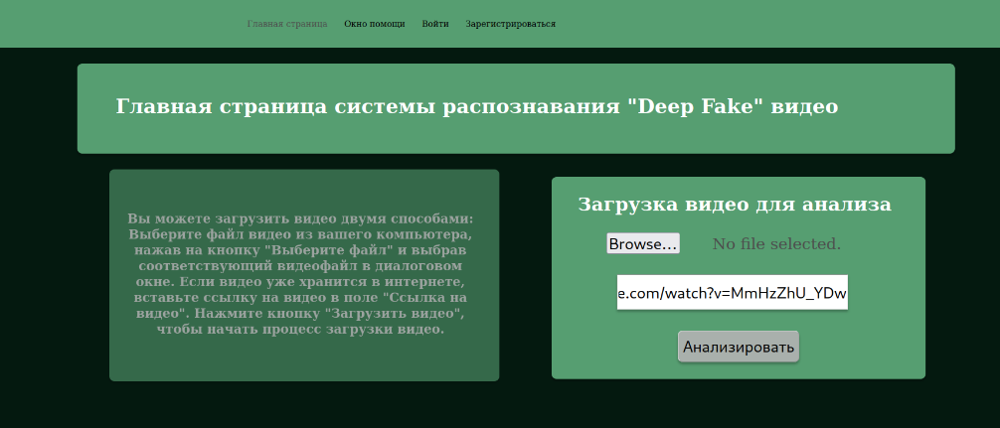 Главная страница Окно помощи Войти Зарегистрироваться
Главная страница системы распознавания "Deep Fake" видео
Вы можете загрузить видео двумя способами:
Выберите файл видео из вашего компьютера,
нажав на кнопку "Выберите файл" и выбрав
соответствующий видеофайл в диалоговом
окне. Если видео уже хранится в интернете,
вставьте ссылку на видео в поле "Ссылка на
видео". Нажмите кнопку "Загрузить видео",
чтобы начать процесс загрузки видео.
Загрузка видео для анализа
Browse... No file selected.
e.com/watch?v=MmHzZhU_YDw
Анализировать